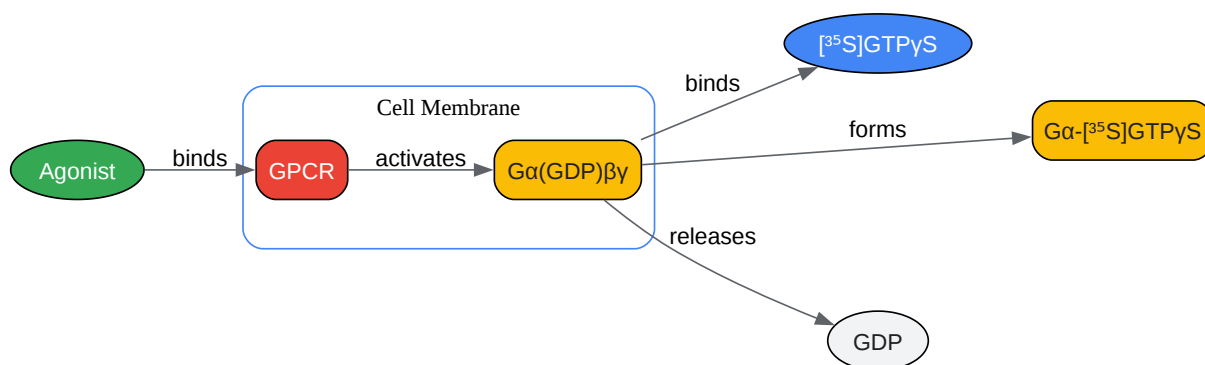 [³⁵S]GTPγS
binds
Cell Membrane
forms
Gα-[³⁵S]GTPγS
Agonist
binds
GPCR
activates
Gα(GDP)βγ
releases
GDP